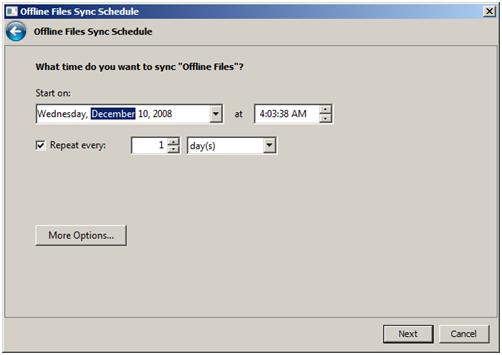 Offline Files Sync Schedule
Offline Files Sync Schedule
What time do you want to sync "Offline Files"?
Start on:
Wednesday, December 10, 2008 at 4:03:38 AM
Repeat every: 1 day(s)
More Options...
Next Cancel